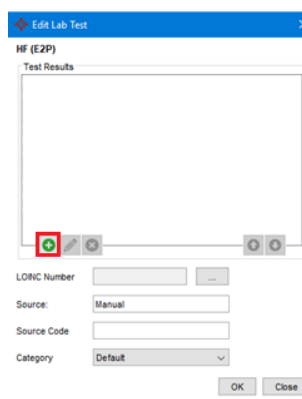 Edit Lab Test
HF (E2P)
Test Results
LOINC Number
...
Source:
Manual
Source Code
Category
Default
OK
Close